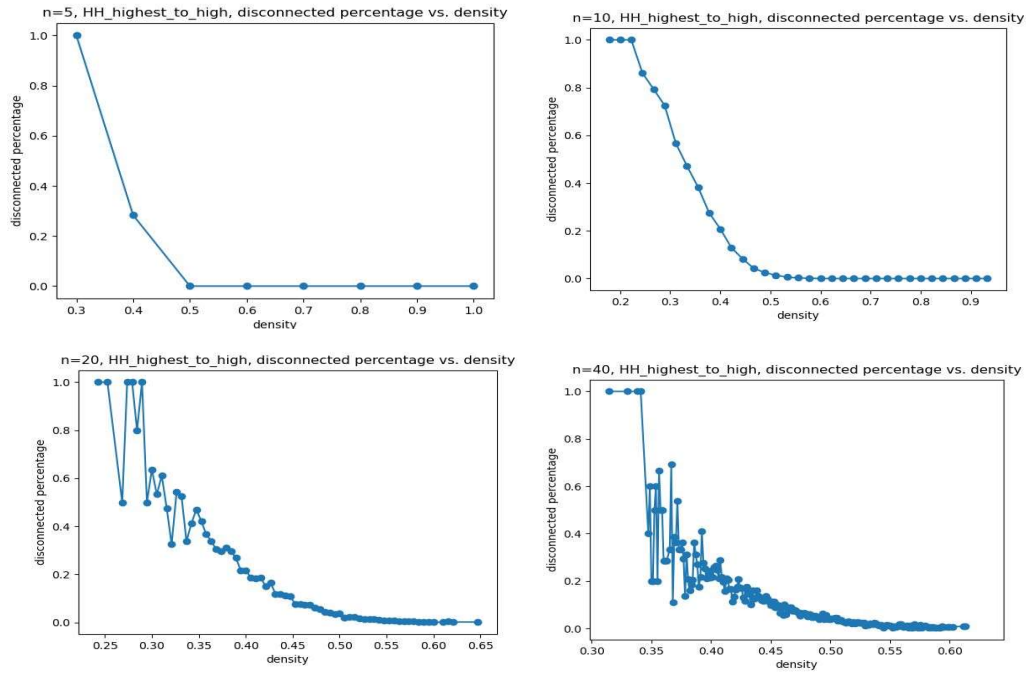 n=5, HH_highest_to_high, disconnected percentage vs. density
1.0
0.8
0.6
0.4
0.2
0.0
disconnected percentage
0.3 0.4 0.5 0.6 0.7 0.8 0.9 1.0
density
n=10, HH_highest_to_high, disconnected percentage vs. density
1.0
0.8
0.6
0.4
0.2
0.0
disconnected percentage
0.2 0.3 0.4 0.5 0.6 0.7 0.8 0.9
density
n=20, HH_highest_to_high, disconnected percentage vs. density
1.0
0.8
0.6
0.4
0.2
0.0
disconnected percentage
0.25 0.30 0.35 0.40 0.45 0.50 0.55 0.60 0.65
density
n=40, HH_highest_to_high, disconnected percentage vs. density
1.0
0.8
0.6
0.4
0.2
0.0
disconnected percentage
0.30 0.35 0.40 0.45 0.50 0.55 0.60
density